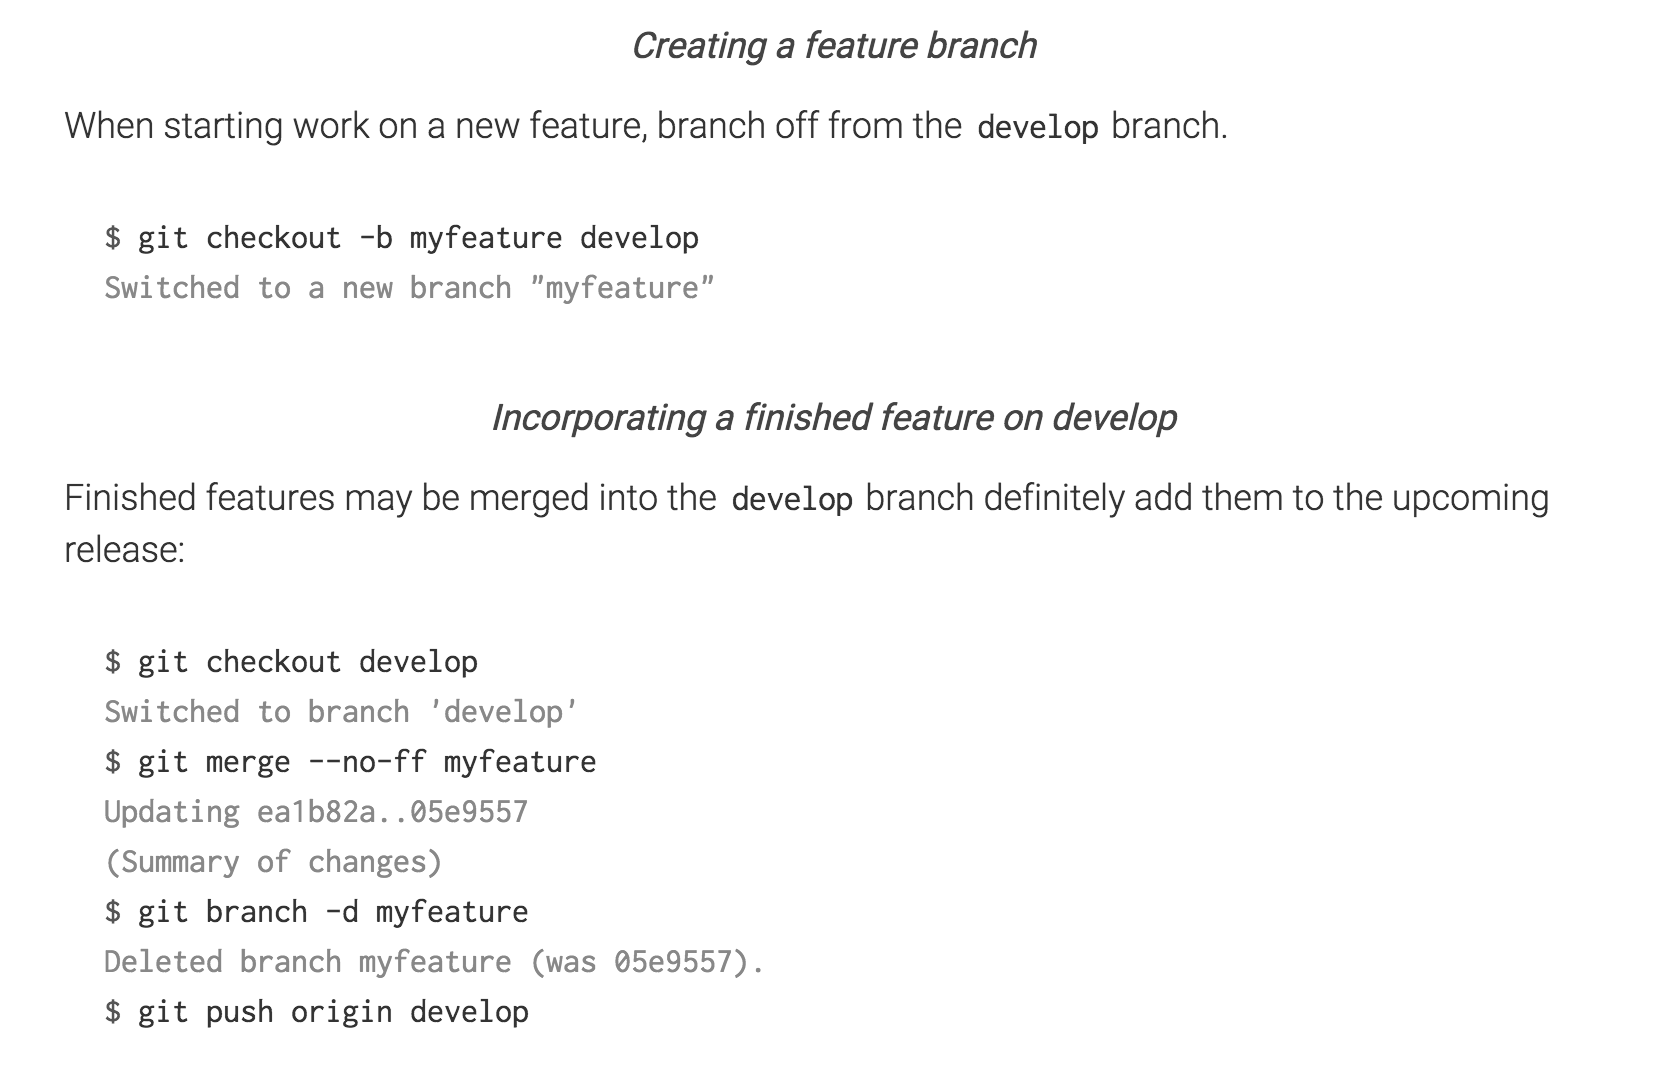 Creating a feature branch
When starting work on a new feature, branch off from the develop branch.
$ git checkout -b myfeature develop
Switched to a new branch "myfeature"
Incorporating a finished feature on develop
Finished features may be merged into the develop branch definitely add them to the upcoming
release:
$ git checkout develop
Switched to branch 'develop'
$ git merge --no-ff myfeature
Updating ea1b82a..05e9557
(Summary of changes)
$ git branch -d myfeature
Deleted branch myfeature (was 05e9557).
$ git push origin develop